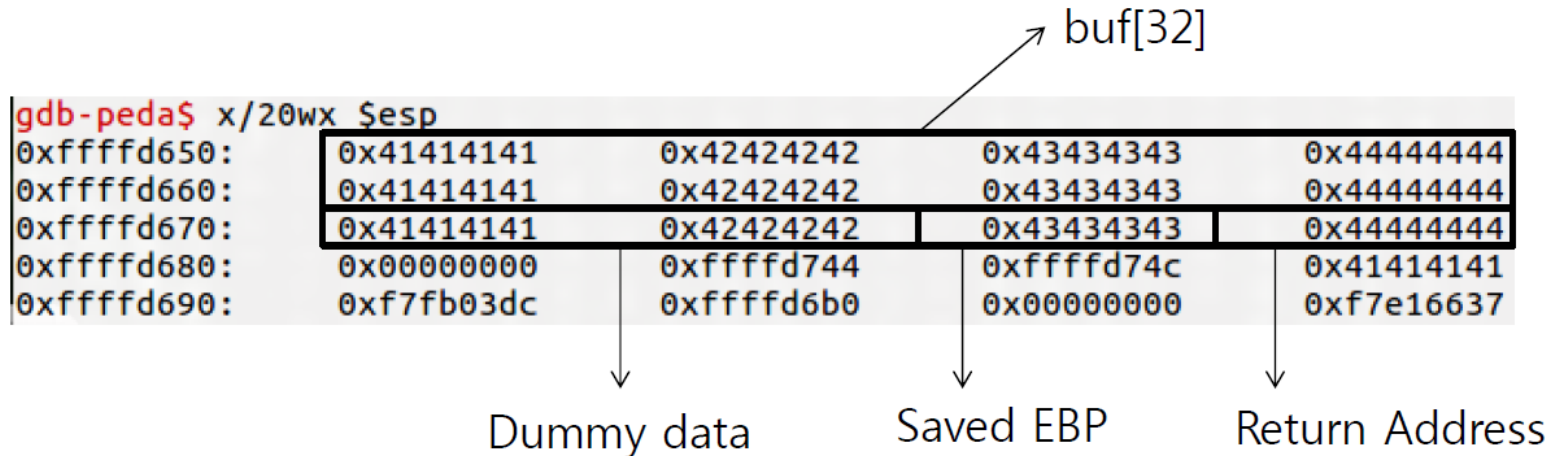 buf[32]
gdb-peda$ x/20wx $esp
0xffffd650: 0x41414141 0x42424242 0x43434343 0x44444444
0xffffd660: 0x41414141 0x42424242 0x43434343 0x44444444
0xffffd670: 0x41414141 0x42424242 0x43434343 0x44444444
0xffffd680: 0x00000000 0xffffd744 0xffffd74c 0x41414141
0xffffd690: 0xf7fb03dc 0xffffd6b0 0x00000000 0xf7e16637
Dummy data Saved EBP Return Address